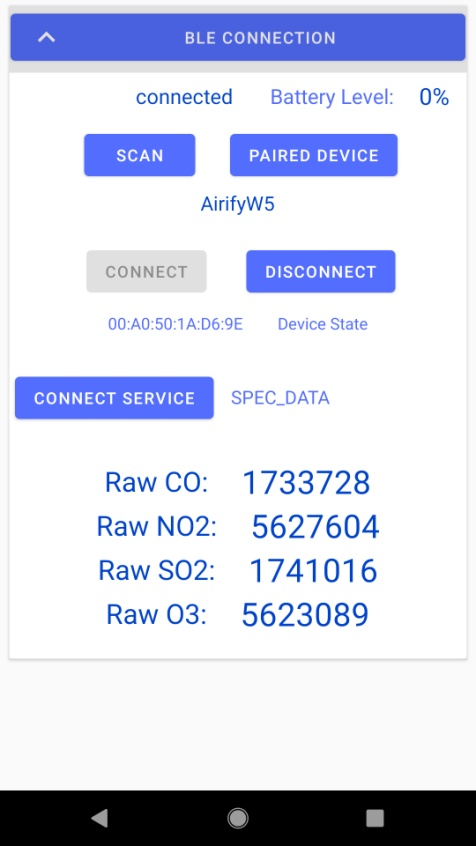 BLE CONNECTION
connected Battery Level: 0%
SCAN PAIRED DEVICE
AirifyW5
CONNECT DISCONNECT
00:A0:50:1A:D6:9E Device State
CONNECT SERVICE SPEC_DATA
Raw CO: 1733728
Raw NO2: 5627604
Raw SO2: 1741016
Raw O3: 5623089